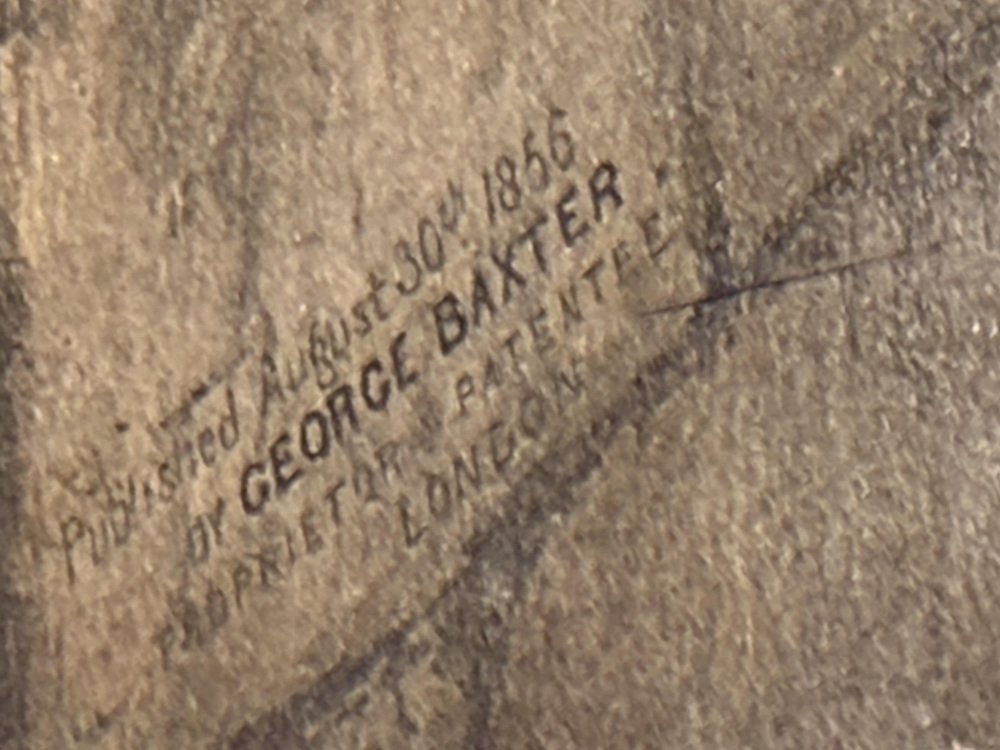 Published August 30th 1856
BY GEORGE BAXTER
PROPRIETOR & PATENTEE
LONDON